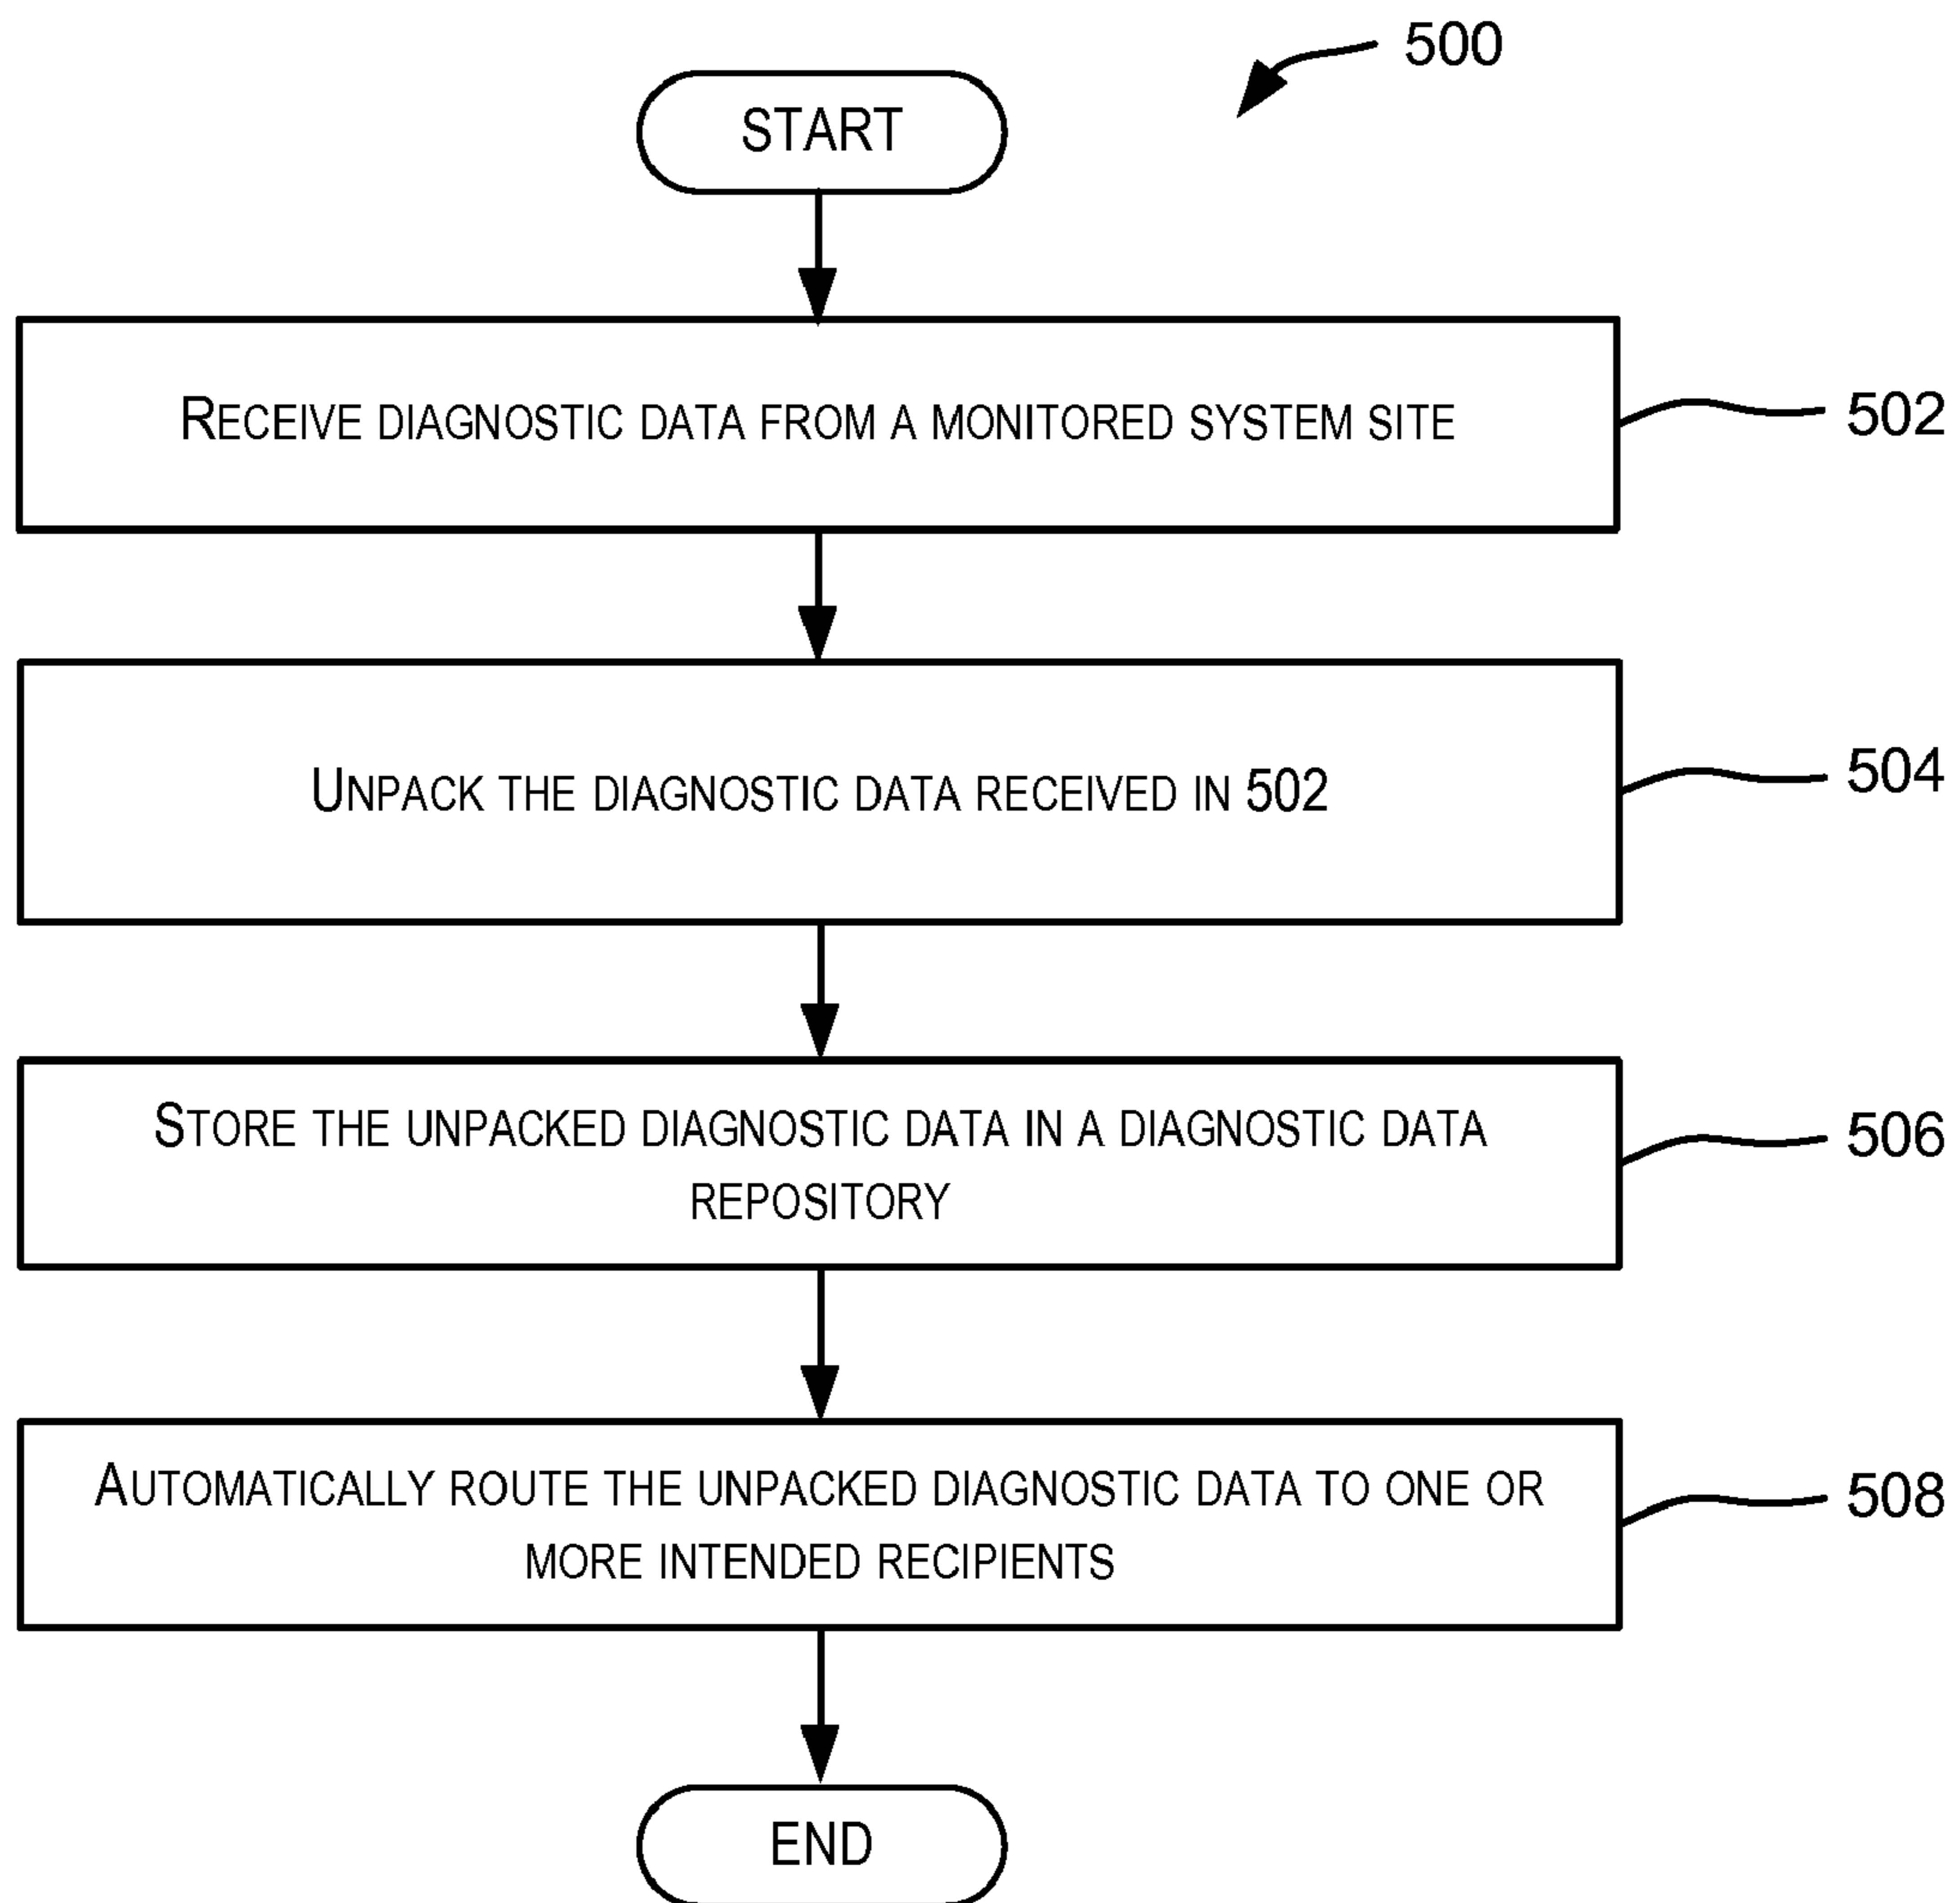 500
START
RECEIVE DIAGNOSTIC DATA FROM A MONITORED SYSTEM SITE
502
UNPACK THE DIAGNOSTIC DATA RECEIVED IN 502
504
STORE THE UNPACKED DIAGNOSTIC DATA IN A DIAGNOSTIC DATA
REPOSITORY
506
AUTOMATICALLY ROUTE THE UNPACKED DIAGNOSTIC DATA TO ONE OR
MORE INTENDED RECIPIENTS
508
END